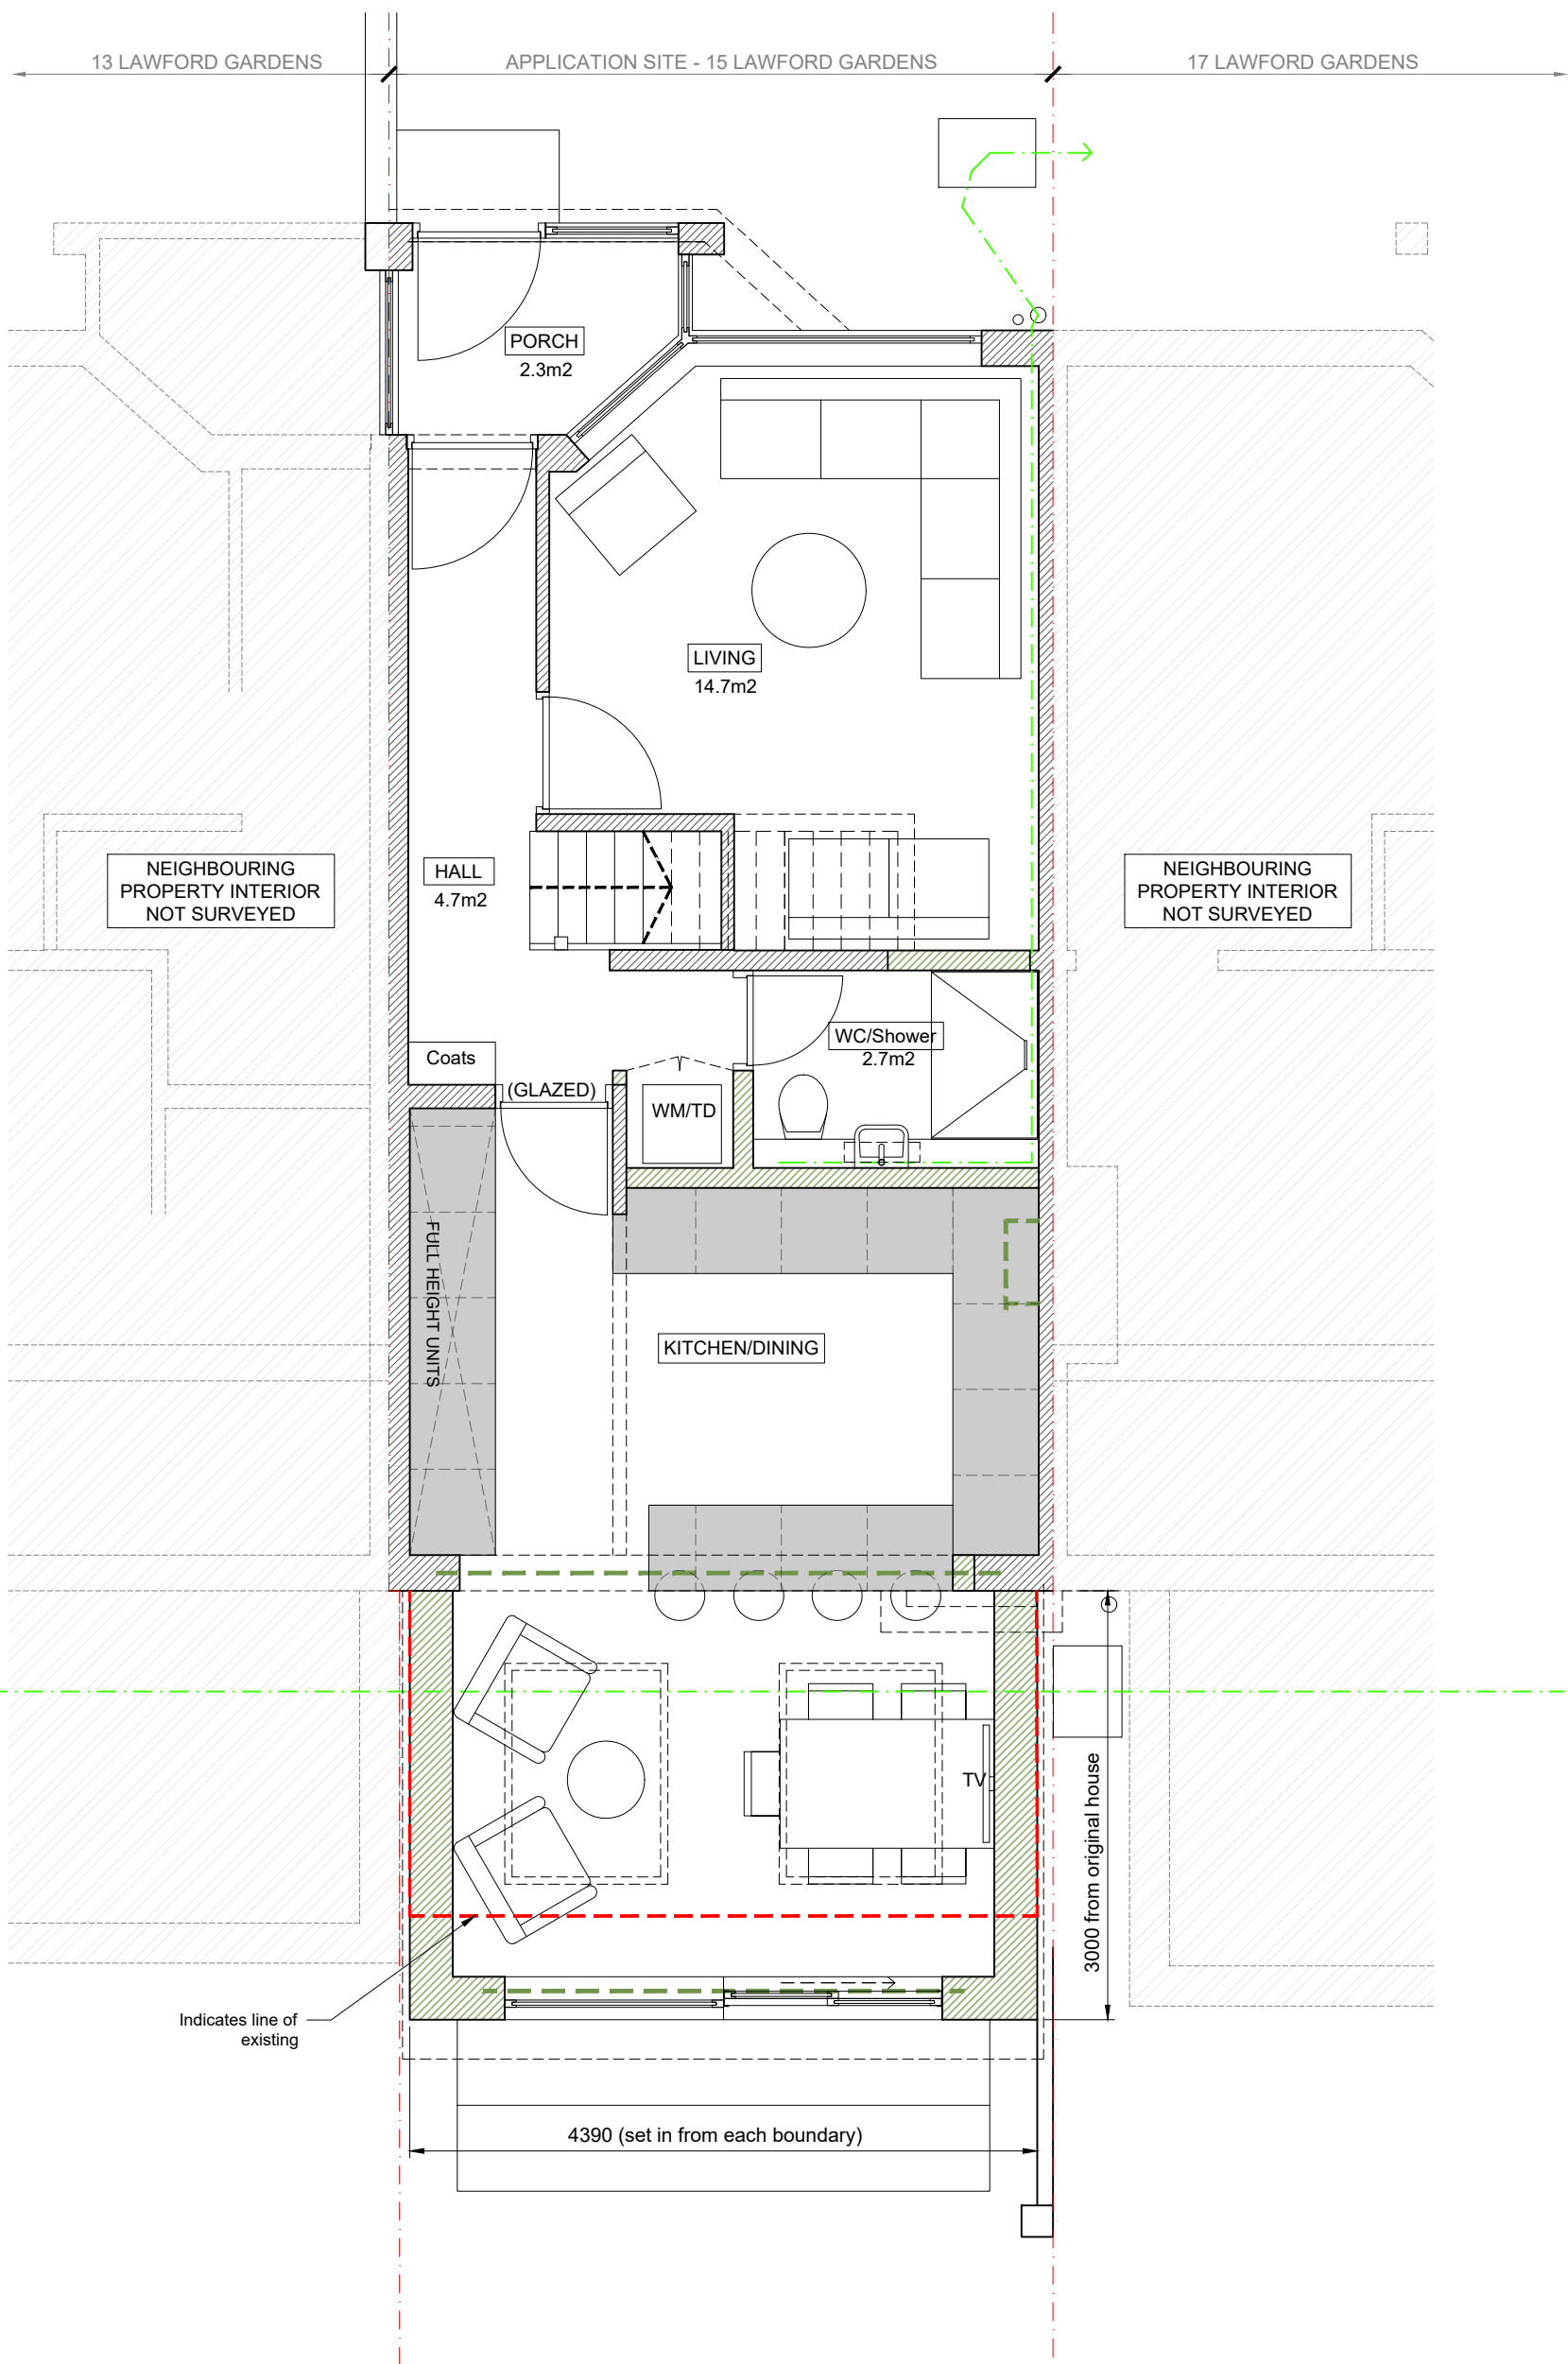 13 LAWFORD GARDENS
APPLICATION SITE - 15 LAWFORD GARDENS
17 LAWFORD GARDENS
PORCH
2.3m2
LIVING
14.7m2
HALL
4.7m2
NEIGHBOURING
PROPERTY INTERIOR
NOT SURVEYED
NEIGHBOURING
PROPERTY INTERIOR
NOT SURVEYED
WC/Shower
2.7m2
Coats
(GLAZED)
WM/TD
FULL HEIGHT UNITS
KITCHEN/DINING
TV
3000 from original house
Indicates line of
existing
4390 (set in from each boundary)